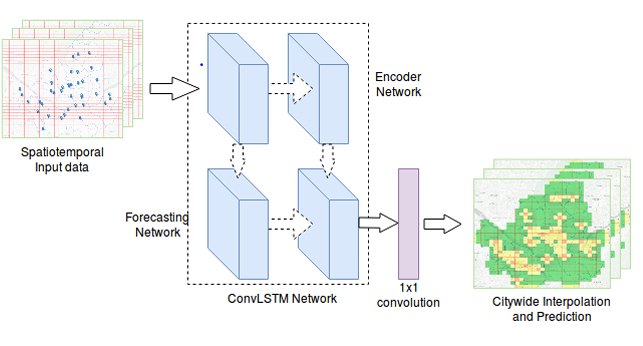 Spatiotemporal
Input data
Encoder
Network
Forecasting
Network
ConvLSTM Network
1x1
convolution
Citywide Interpolation
and Prediction